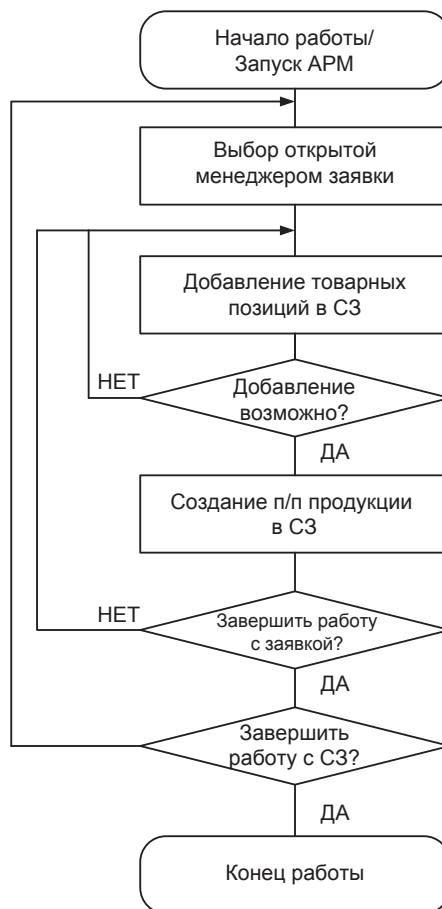 Начало работы/
Запуск АРМ
Выбор открытой
менеджером заявки
Добавление товарных
позиций в СЗ
НЕТ
Добавление
возможно?
ДА
Создание п/п продукции
в СЗ
НЕТ
Завершить работу
с заявкой?
ДА
Завершить
работу с СЗ?
ДА
Конец работы